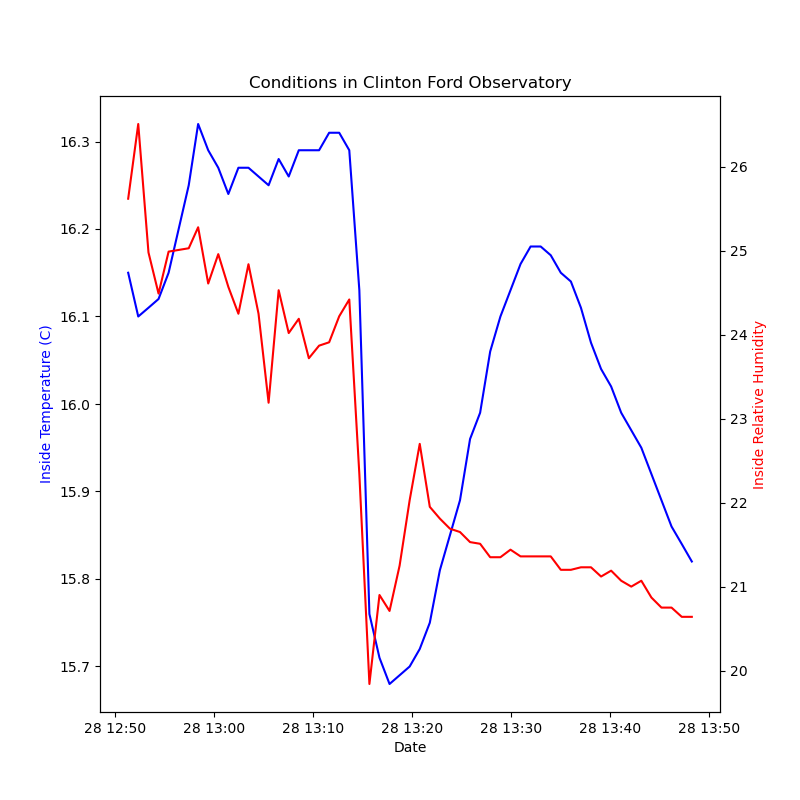 Conditions in Clinton Ford Observatory
16.3
16.2
16.1
16.0
15.9
15.8
15.7
Inside Temperature (C)
26
25
24
23
22
21
20
Inside Relative Humidity
28 12:50 28 13:00 28 13:10 28 13:20 28 13:30 28 13:40 28 13:50
Date